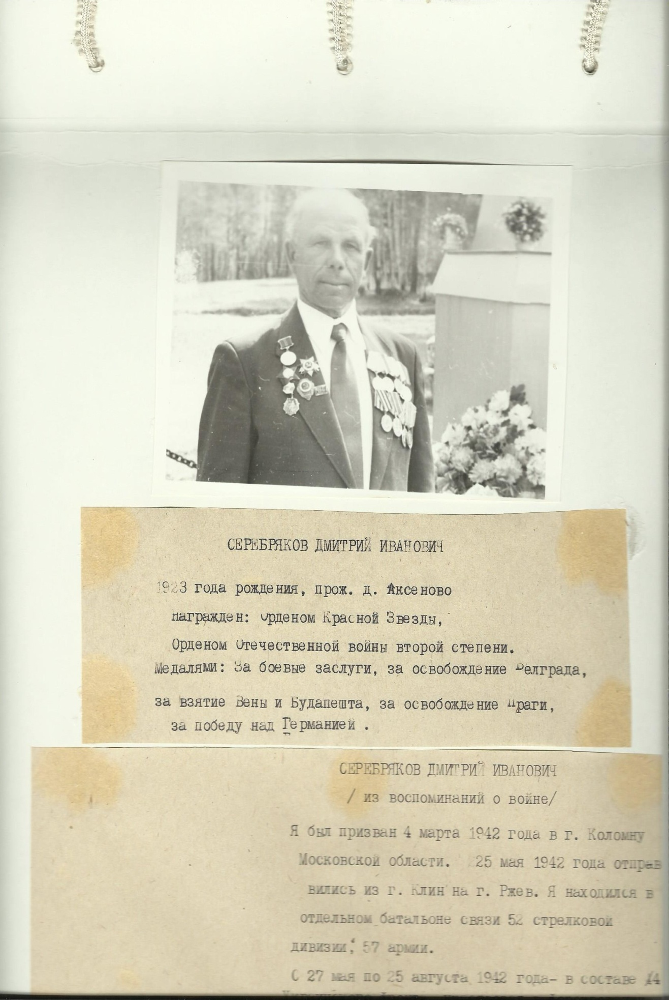 СЕРЕБРЯКОВ ДМИТРИЙ ИВАНОВИЧ
1923 года рождения, прож. д. Аксеново
Награжден: Орденом Красной Звезды,
Орденом Отечественной войны второй степени.
Медалями: За боевые заслуги, за освобождение Белграда,
за взятие Вены и Будапешта, за освобождение Праги,
за победу над Германией .
СЕРЕБРЯКОВ ДМИТРИЙ ИВАНОВИЧ
/ из воспоминаний о войне/
Я был призван 4 марта 1942 года в г. Коломну
Московской области. 25 мая 1942 года отправ
вились из г. Клин на г. Ржев. Я находился в
отдельном батальоне связи 52 стрелковой
дивизии, 57 армии.
С 27 мая по 25 августа 1942 года- в составе